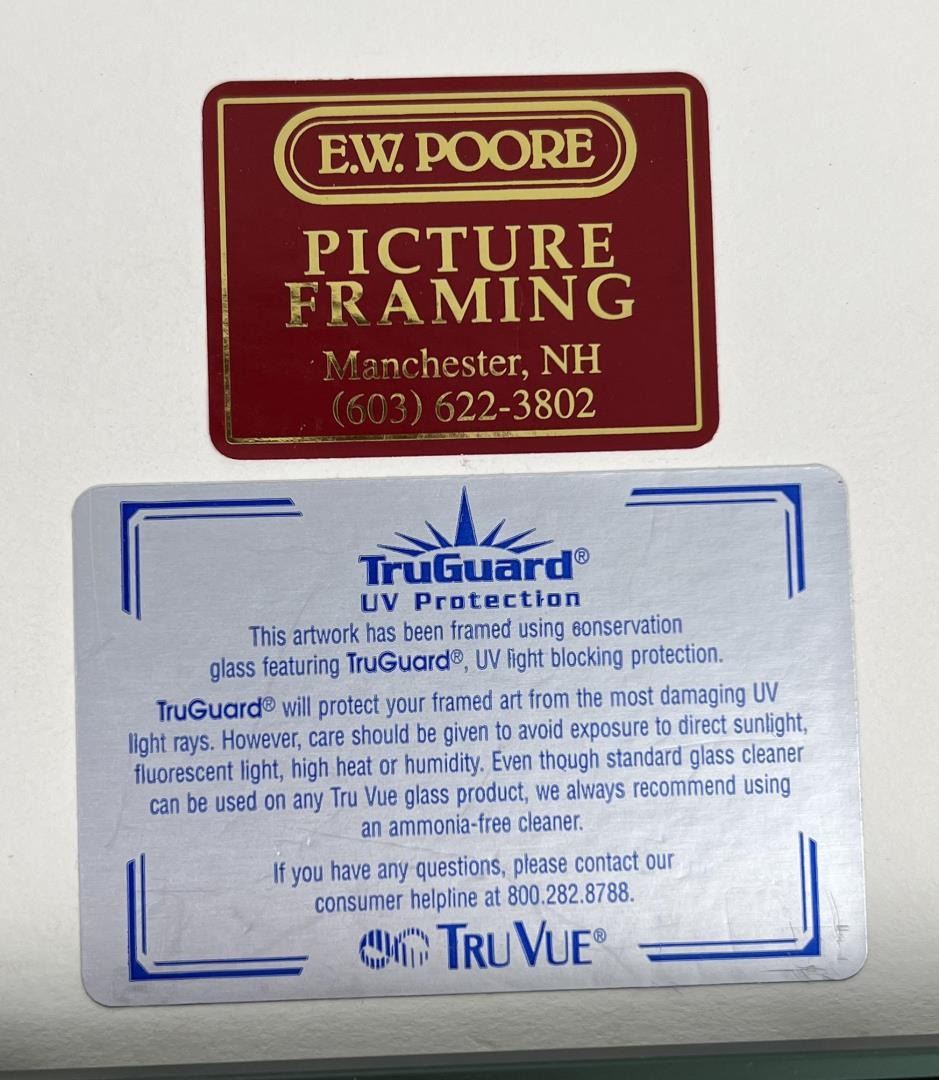 E.W. POORE
PICTURE
FRAMING
Manchester, NH
(603) 622-3802
TruGuard®
UV Protection
This artwork has been framed using conservation
glass featuring TruGuard®, UV light blocking protection.
TruGuard® will protect your framed art from the most damaging UV
light rays. However, care should be given to avoid exposure to direct sunlight,
fluorescent light, high heat or humidity. Even though standard glass cleaner
can be used on any Tru Vue glass product, we always recommend using
an ammonia-free cleaner.
If you have any questions, please contact our
consumer helpline at 800.282.8788.
TRU VUE®